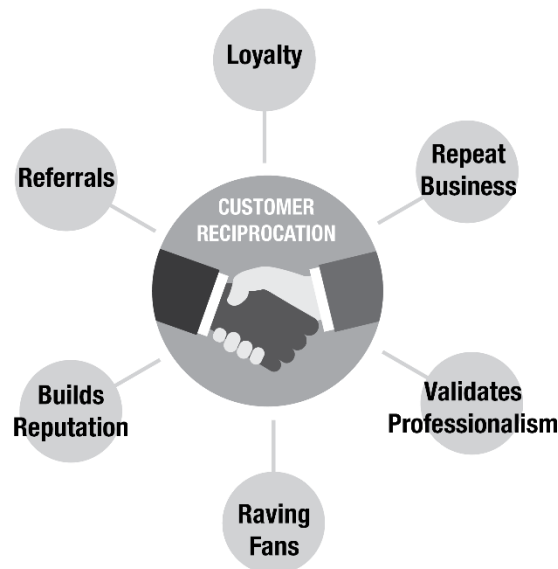 Loyalty
Repeat
Business
Validates
Professionalism
Raving
Fans
Builds
Reputation
Referrals
CUSTOMER
RECIPROCATION